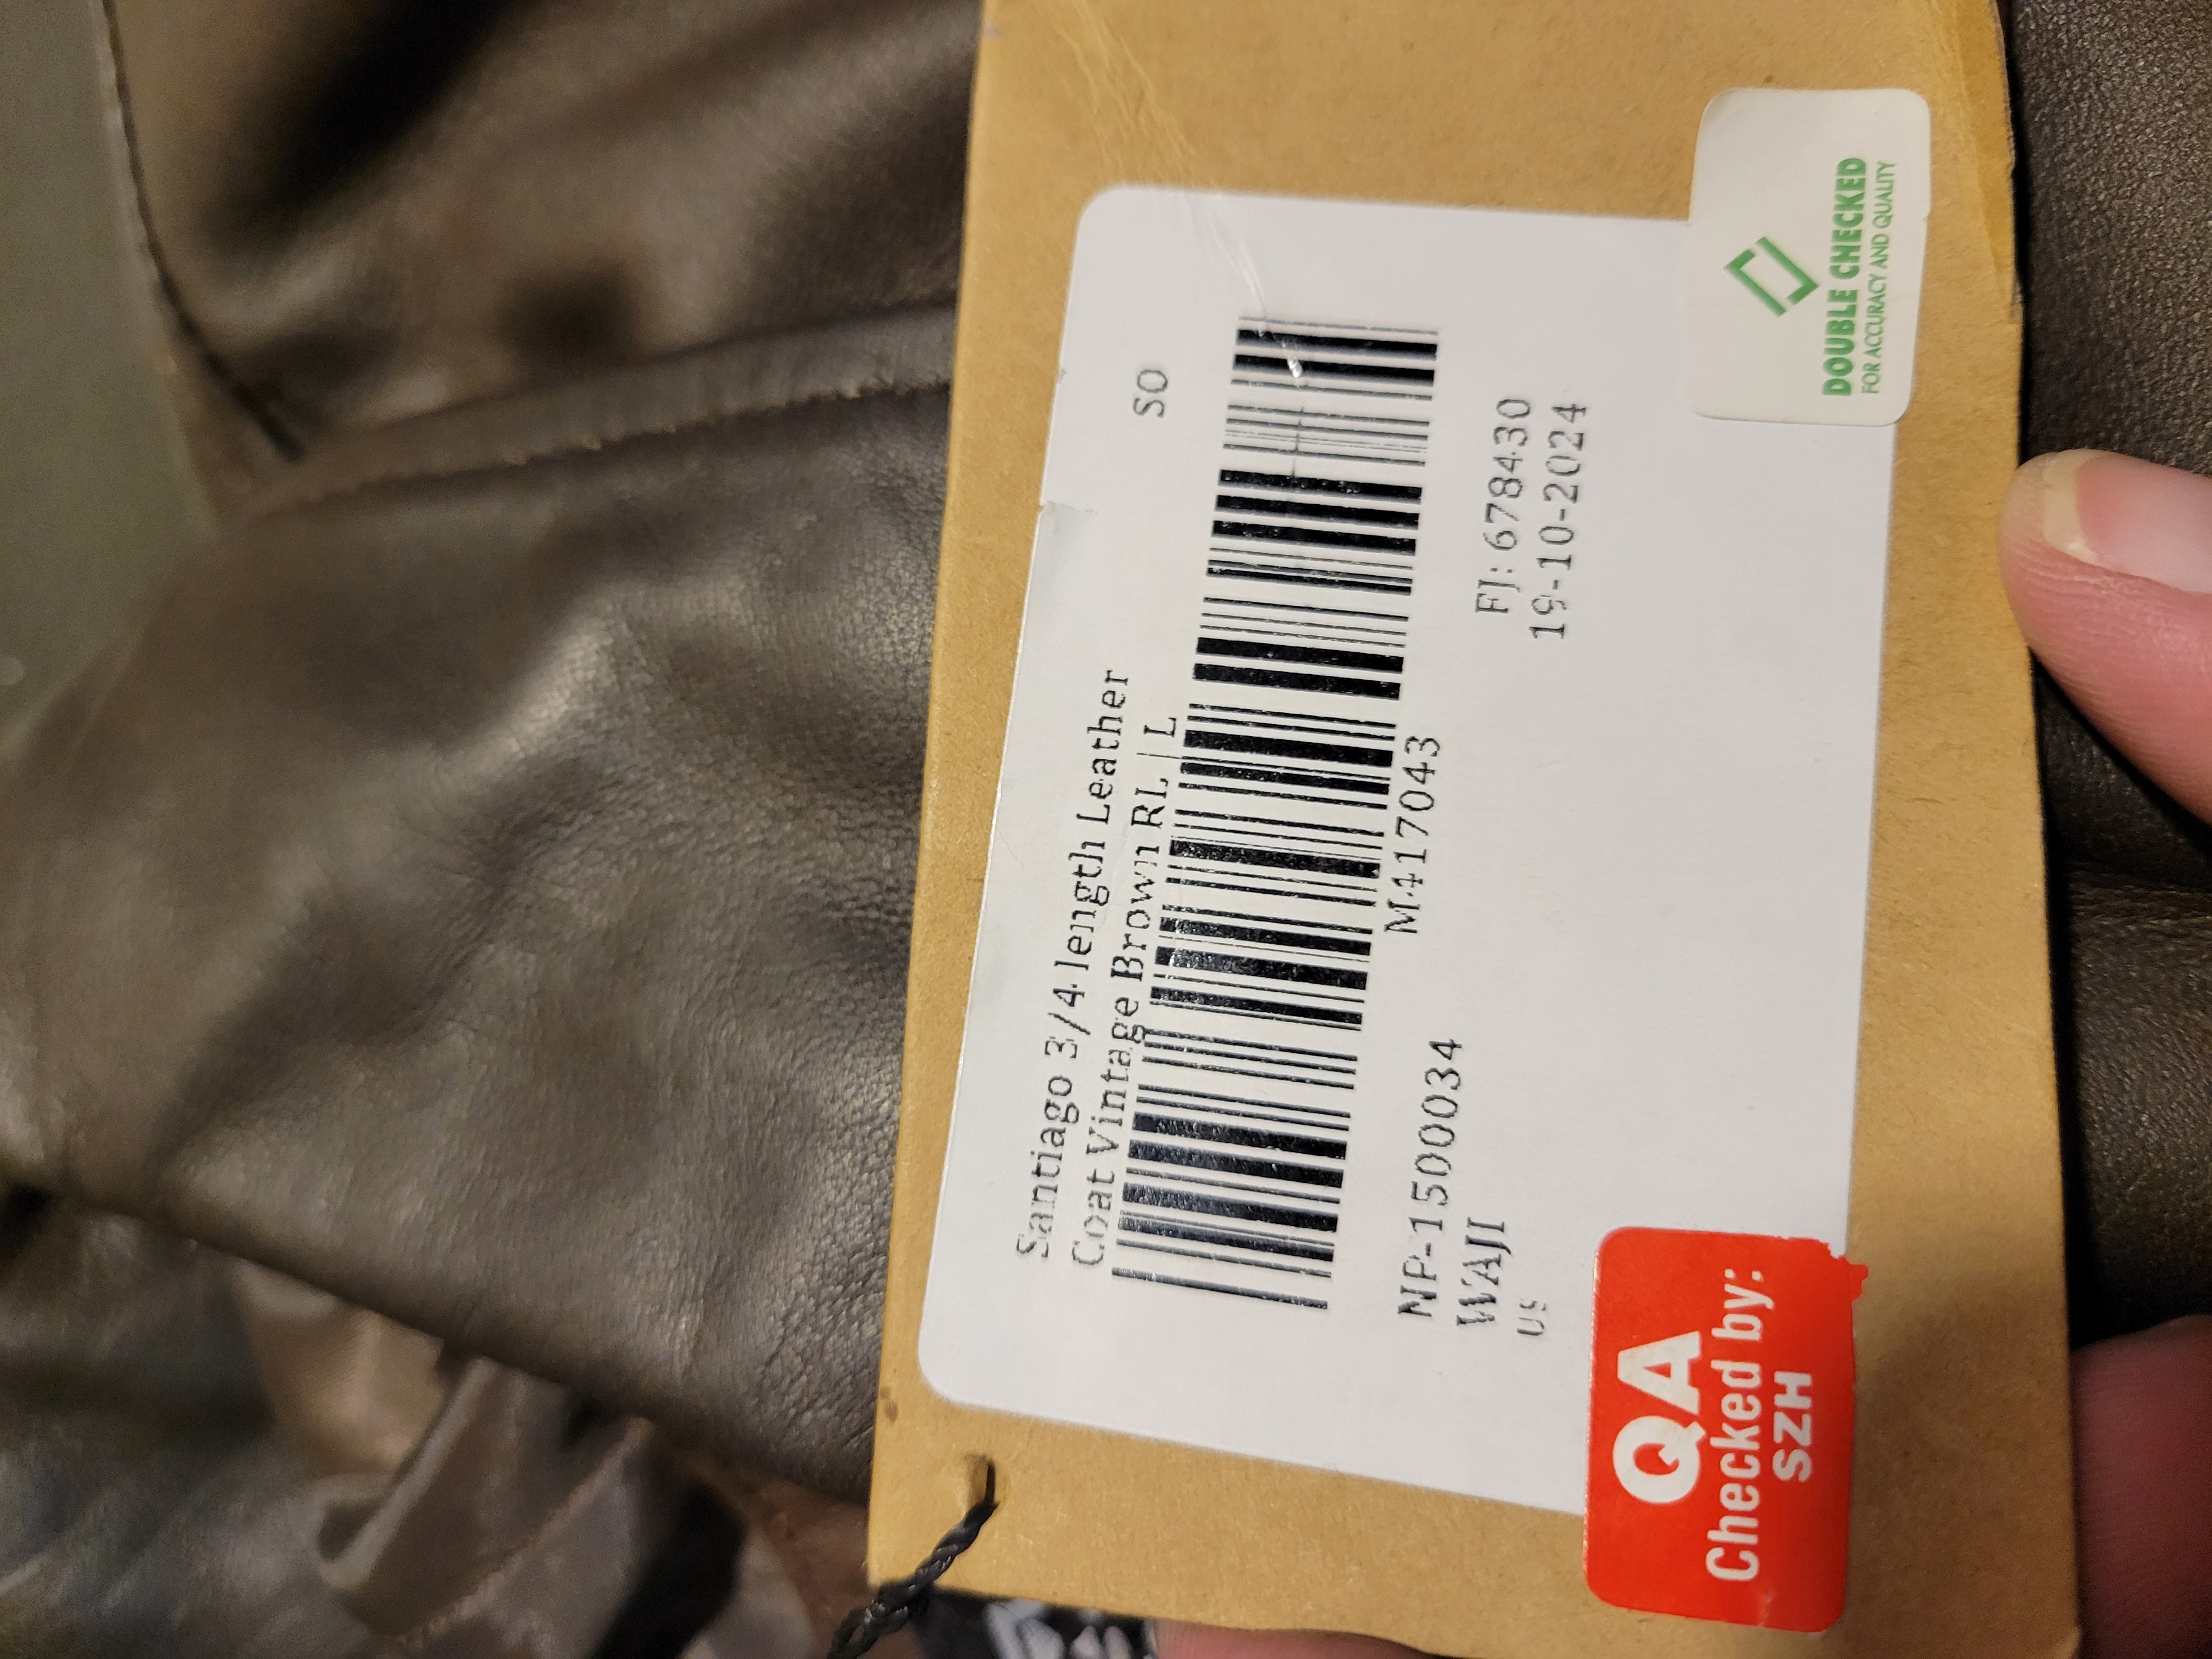 Santiago 3/4 length Leather
Coat Vintage Brown RL | L
SO
M417043
NP-1500034
WAJI
US
FJ: 678430
19-10-2024
DOUBLE CHECKED
FOR ACCURACY AND QUALITY
QA
Checked by:
SZH